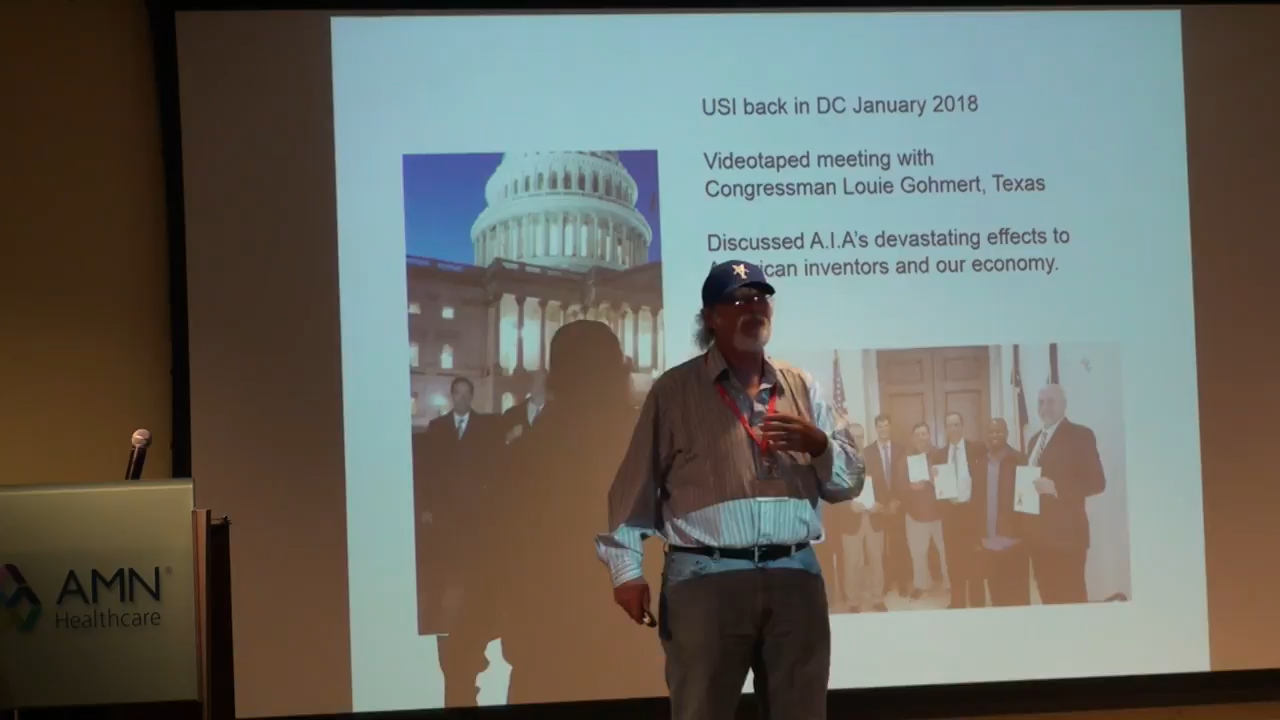 USI back in DC January 2018
Videotaped meeting with
Congressman Louie Gohmert, Texas
Discussed A.I.A's devastating effects to
American inventors and our economy.
AMN®
Healthcare